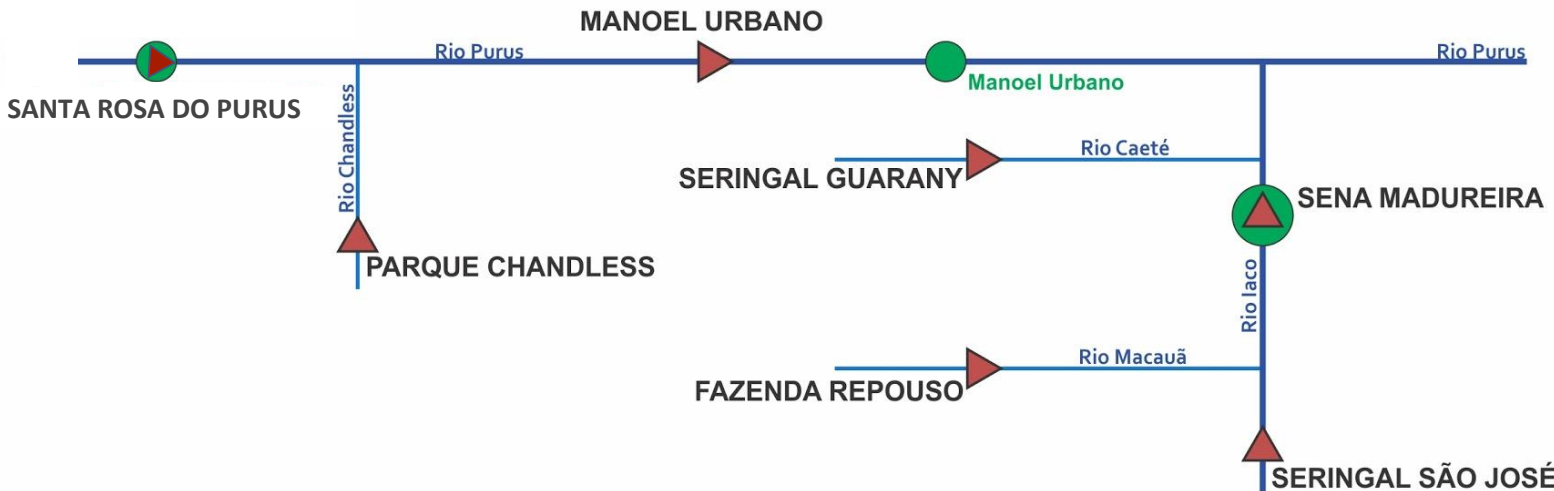 MANOEL URBANO
Rio Purus
Rio Purus
Manoel Urbano
SANTA ROSA DO PURUS
Rio Chandless
Rio Caeté
SERINGAL GUARANY
SENA MADUREIRA
PARQUE CHANDLESS
Rio Iaco
Rio Macauã
FAZENDA REPOUSO
SERINGAL SÃO JOSÉ